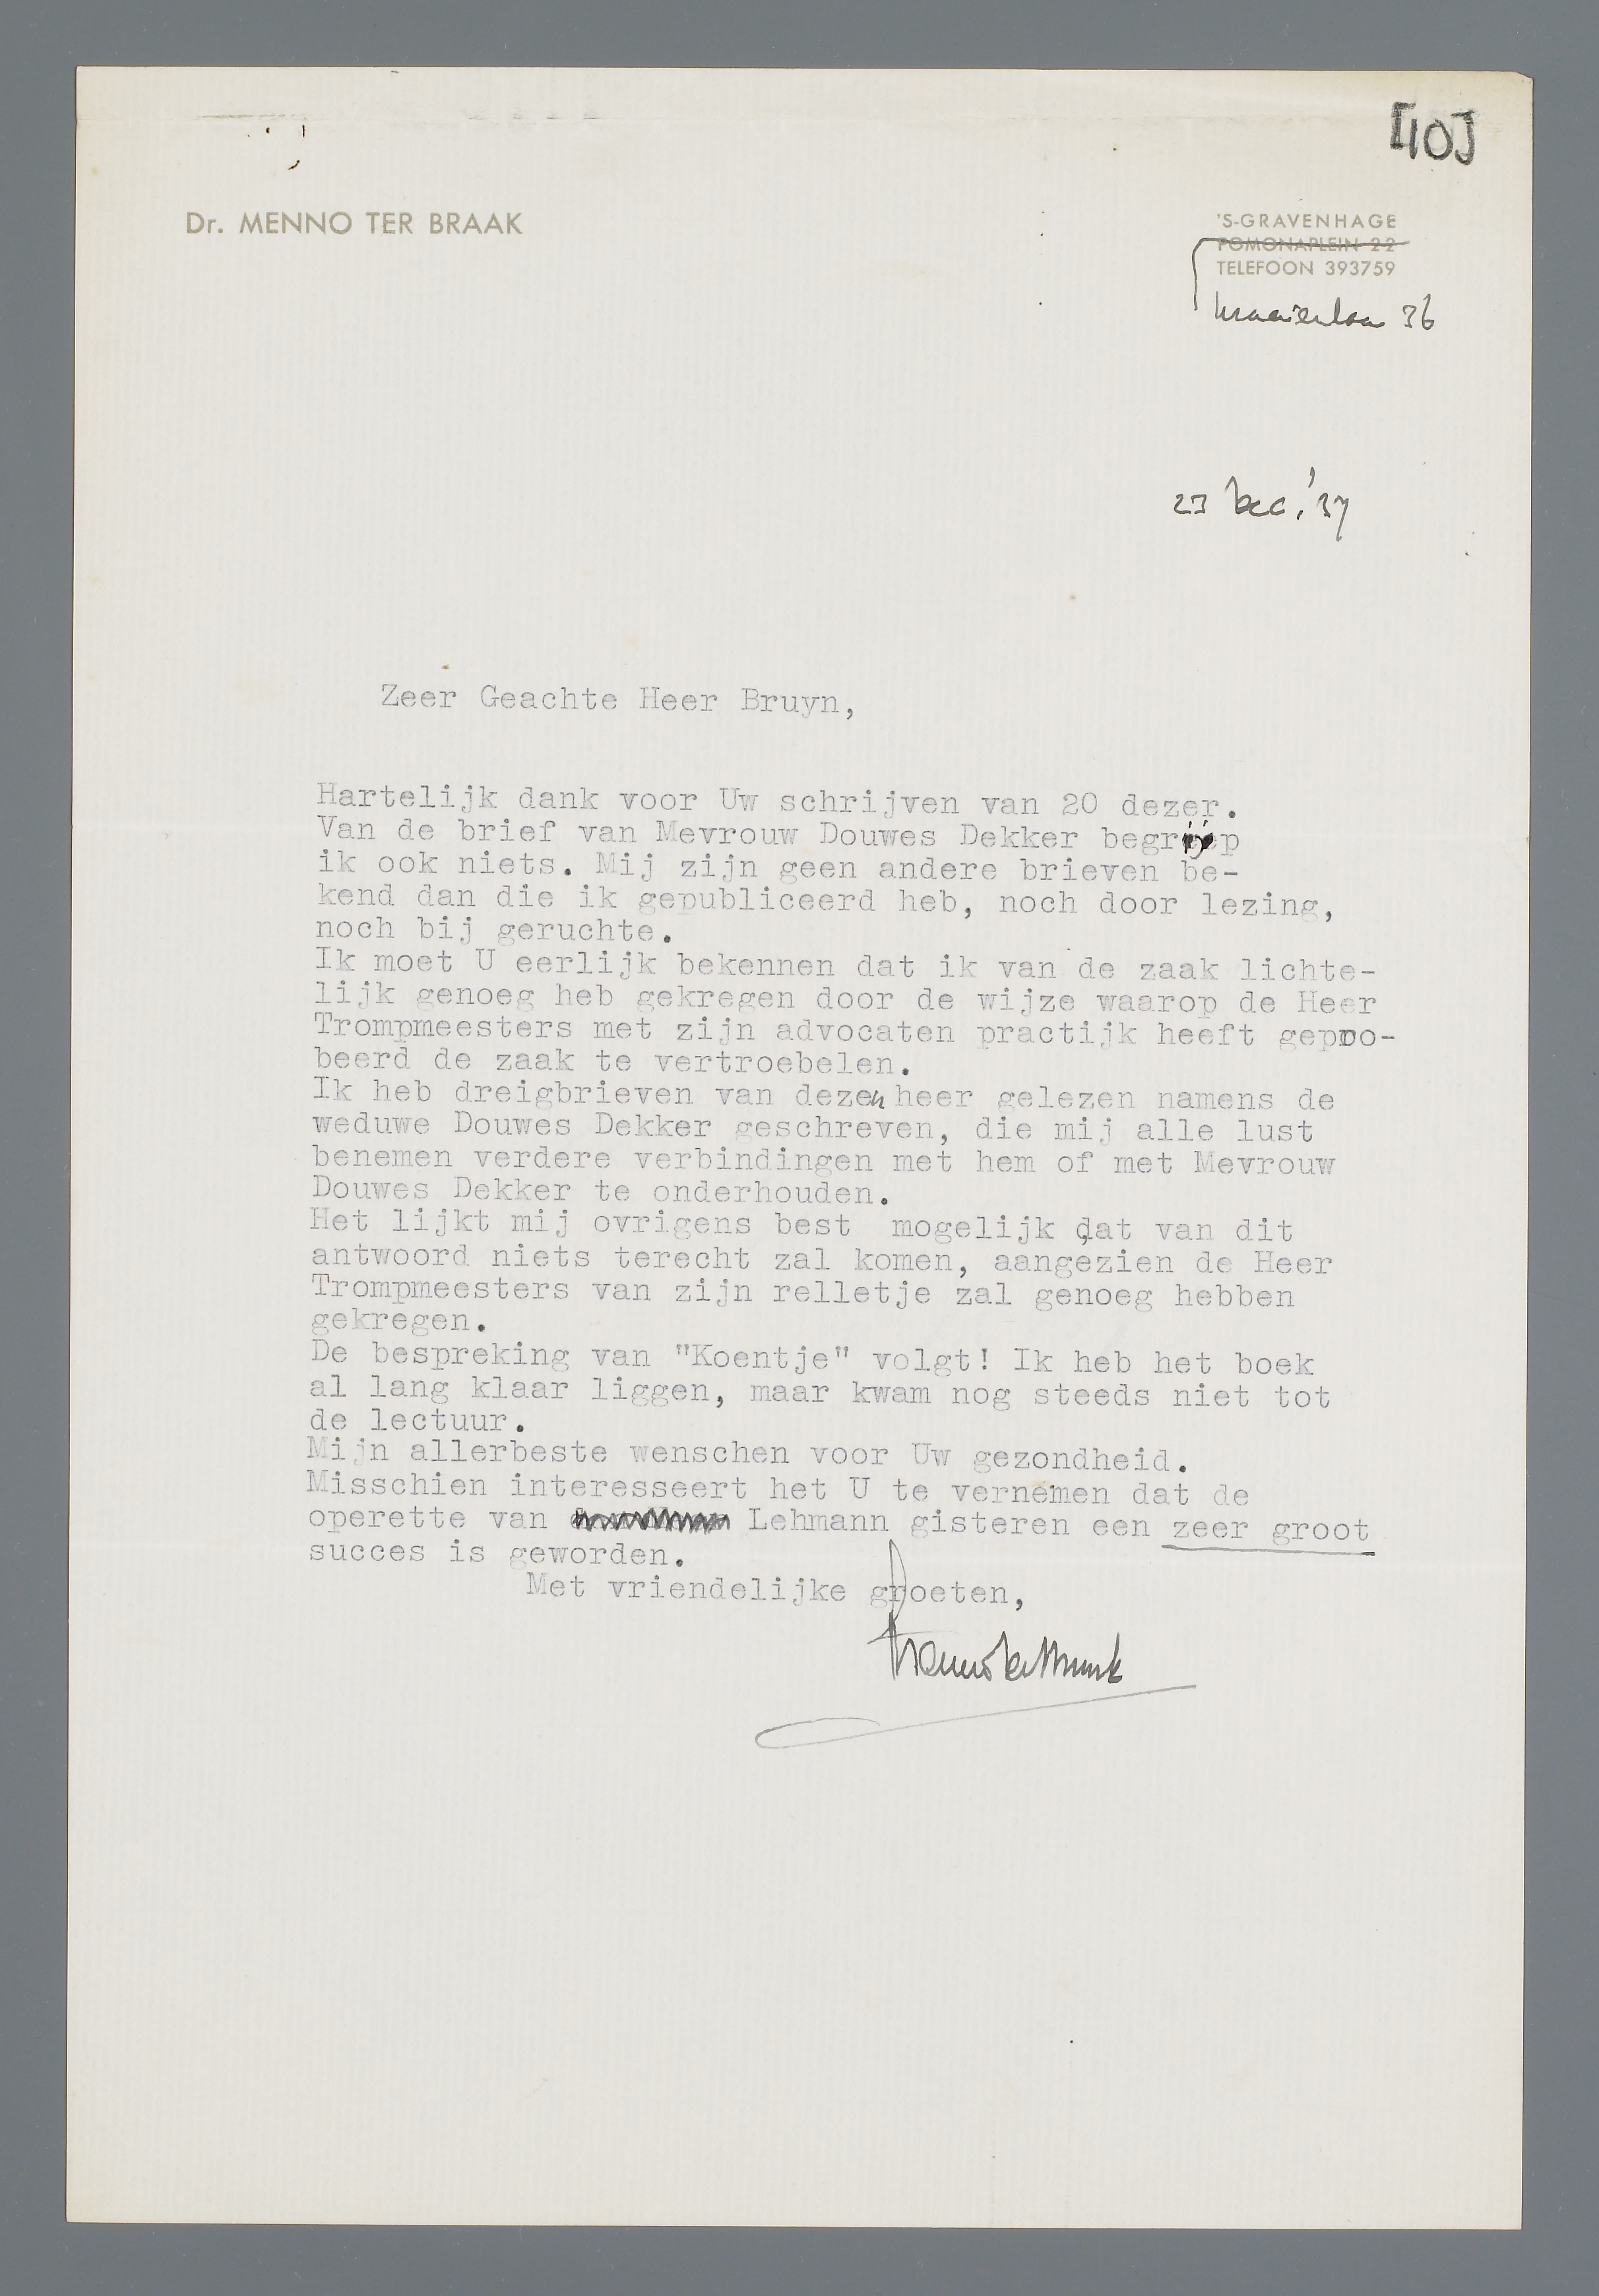 [40]
Dr. MENNO TER BRAAK
'S-GRAVENHAGE
POMONAPLEIN 22
TELEFOON 393759
Kraaienlaan 36
23 Dec. '37
Zeer Geachte Heer Bruyn,
Hartelijk dank voor Uw schrijven van 20 dezer.
Van de brief van Mevrouw Douwes Dekker begrijp
ik ook niets. Mij zijn geen andere brieven be-
kend dan die ik gepubliceerd heb, noch door lezing,
noch bij geruchte.
Ik moet U eerlijk bekennen dat ik van de zaak lichte-
lijk genoeg heb gekregen door de wijze waarop de Heer
Trompmeesters met zijn advocaten practijk heeft gepro-
beerd de zaak te vertroebelen.
Ik heb dreigbrieven van dezen heer gelezen namens de
weduwe Douwes Dekker geschreven, die mij alle lust
benemen verdere verbindingen met hem of met Mevrouw
Douwes Dekker te onderhouden.
Het lijkt mij ovrigens best mogelijk dat van dit
antwoord niets terecht zal komen, aangezien de Heer
Trompmeesters van zijn relletje zal genoeg hebben
gekregen.
De bespreking van "Koentje" volgt! Ik heb het boek
al lang klaar liggen, maar kwam nog steeds niet tot
de lectuur.
Mijn allerbeste wenschen voor Uw gezondheid.
Misschien interesseert het U te vernemen dat de
operette van Lehmann gisteren een zeer groot
succes is geworden.
Met vriendelijke groeten,
Menno ter Braak